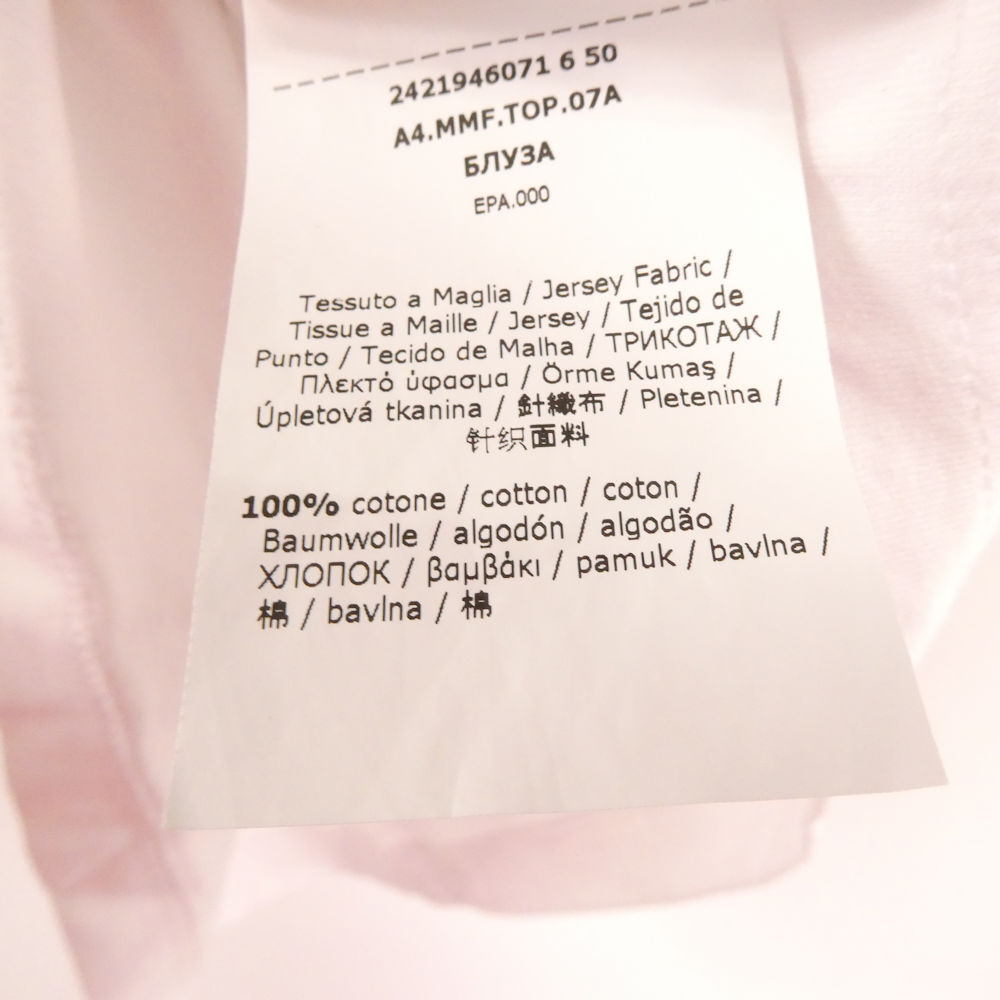 2421946071 6 50
A4.MMF.TOP.07A
БЛУЗА
EPA.000
Tessuto a Maglia / Jersey Fabric /
Tissue a Maille / Jersey / Tejido de
Punto / Tecido de Malha / ТРИКОТАЖ /
Πλεκτό ύφασμα / Örme Kumaş /
Úpletová tkanina / 針織布 / Pletenina /
针织面料
100% cotone / cotton / coton /
Baumwolle / algodón / algodão /
ХЛОПОК / βαμβάκι / pamuk / bavlna /
棉 / bavlna / 棉